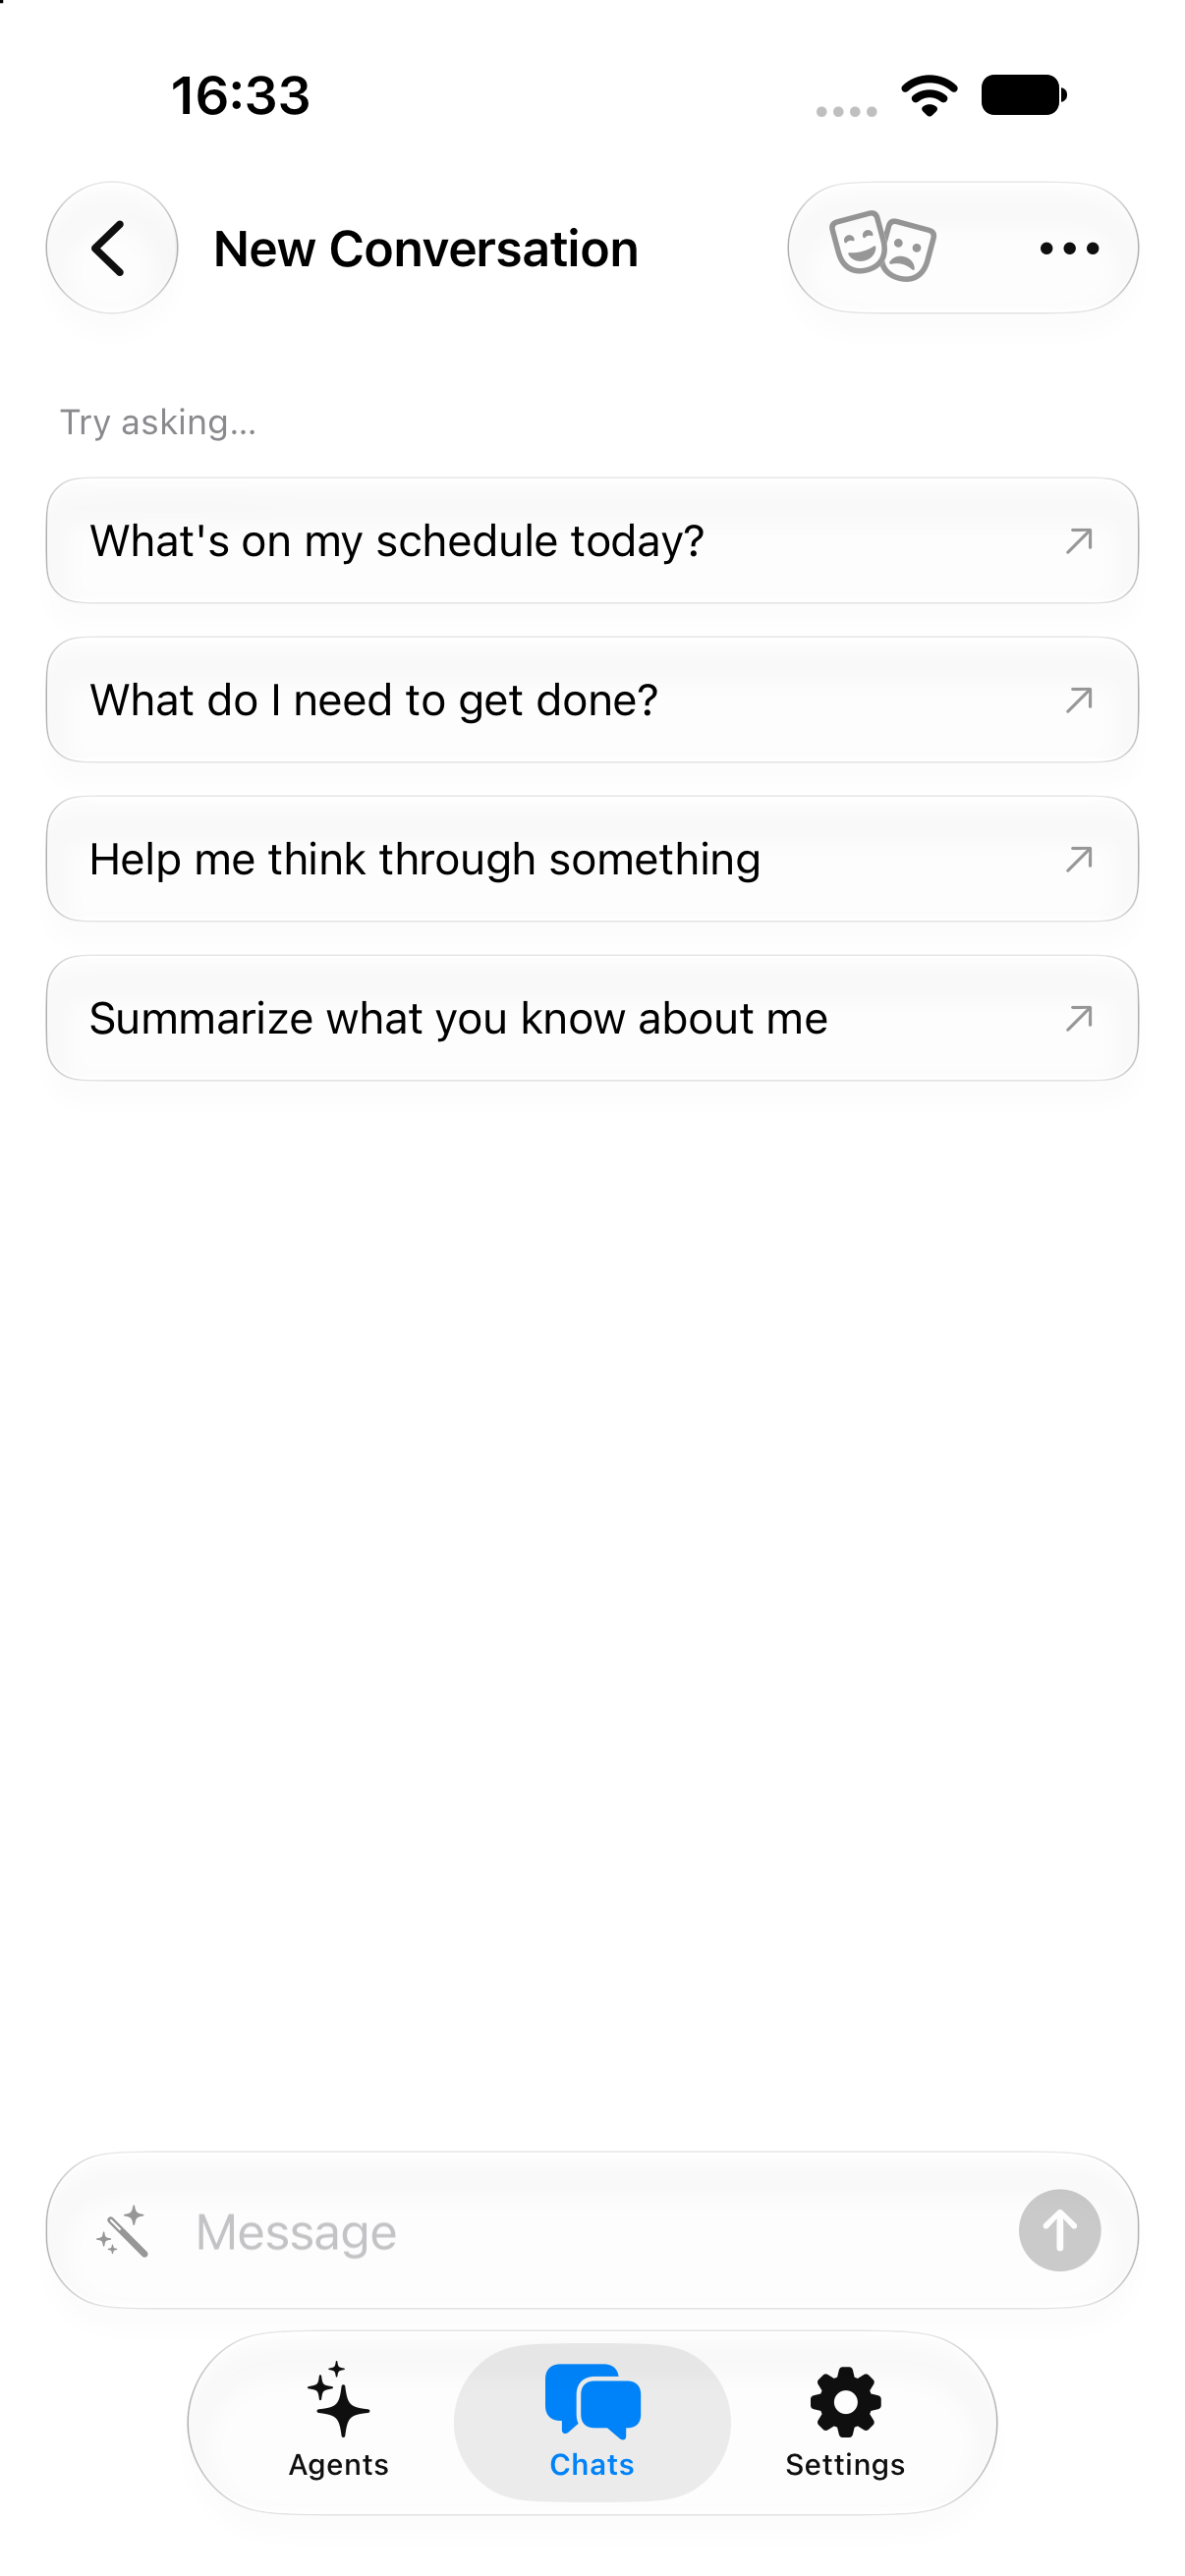 16:33
New Conversation
Try asking...
What's on my schedule today?
What do I need to get done?
Help me think through something
Summarize what you know about me
Message
Agents
Chats
Settings